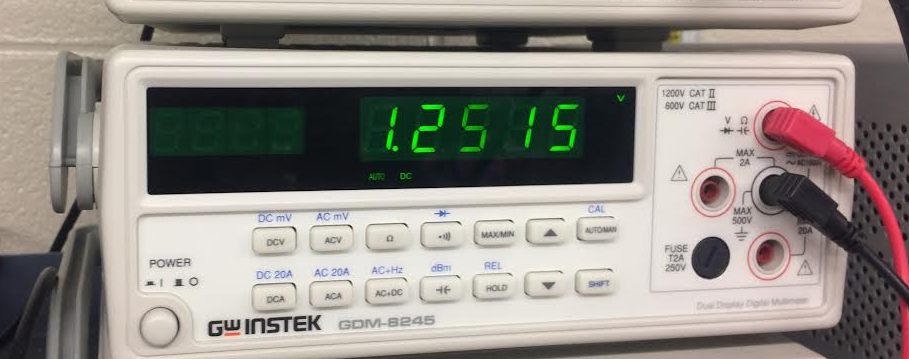 1.2515
V
AUTO DC
1200V CAT II
600V CAT III
V Ω
MAX
2A
MAX
500V
20A
FUSE
T2A
250V
DC mV AC mV CAL
DCV ACV Ω MAX/MIN AUTO/MAN
DC 20A AC 20A AC+Hz dBm REL
DCA ACA AC+DC HOLD SHIFT
POWER
GW INSTEK GDM-8245
Dual Display Digital Multimeter